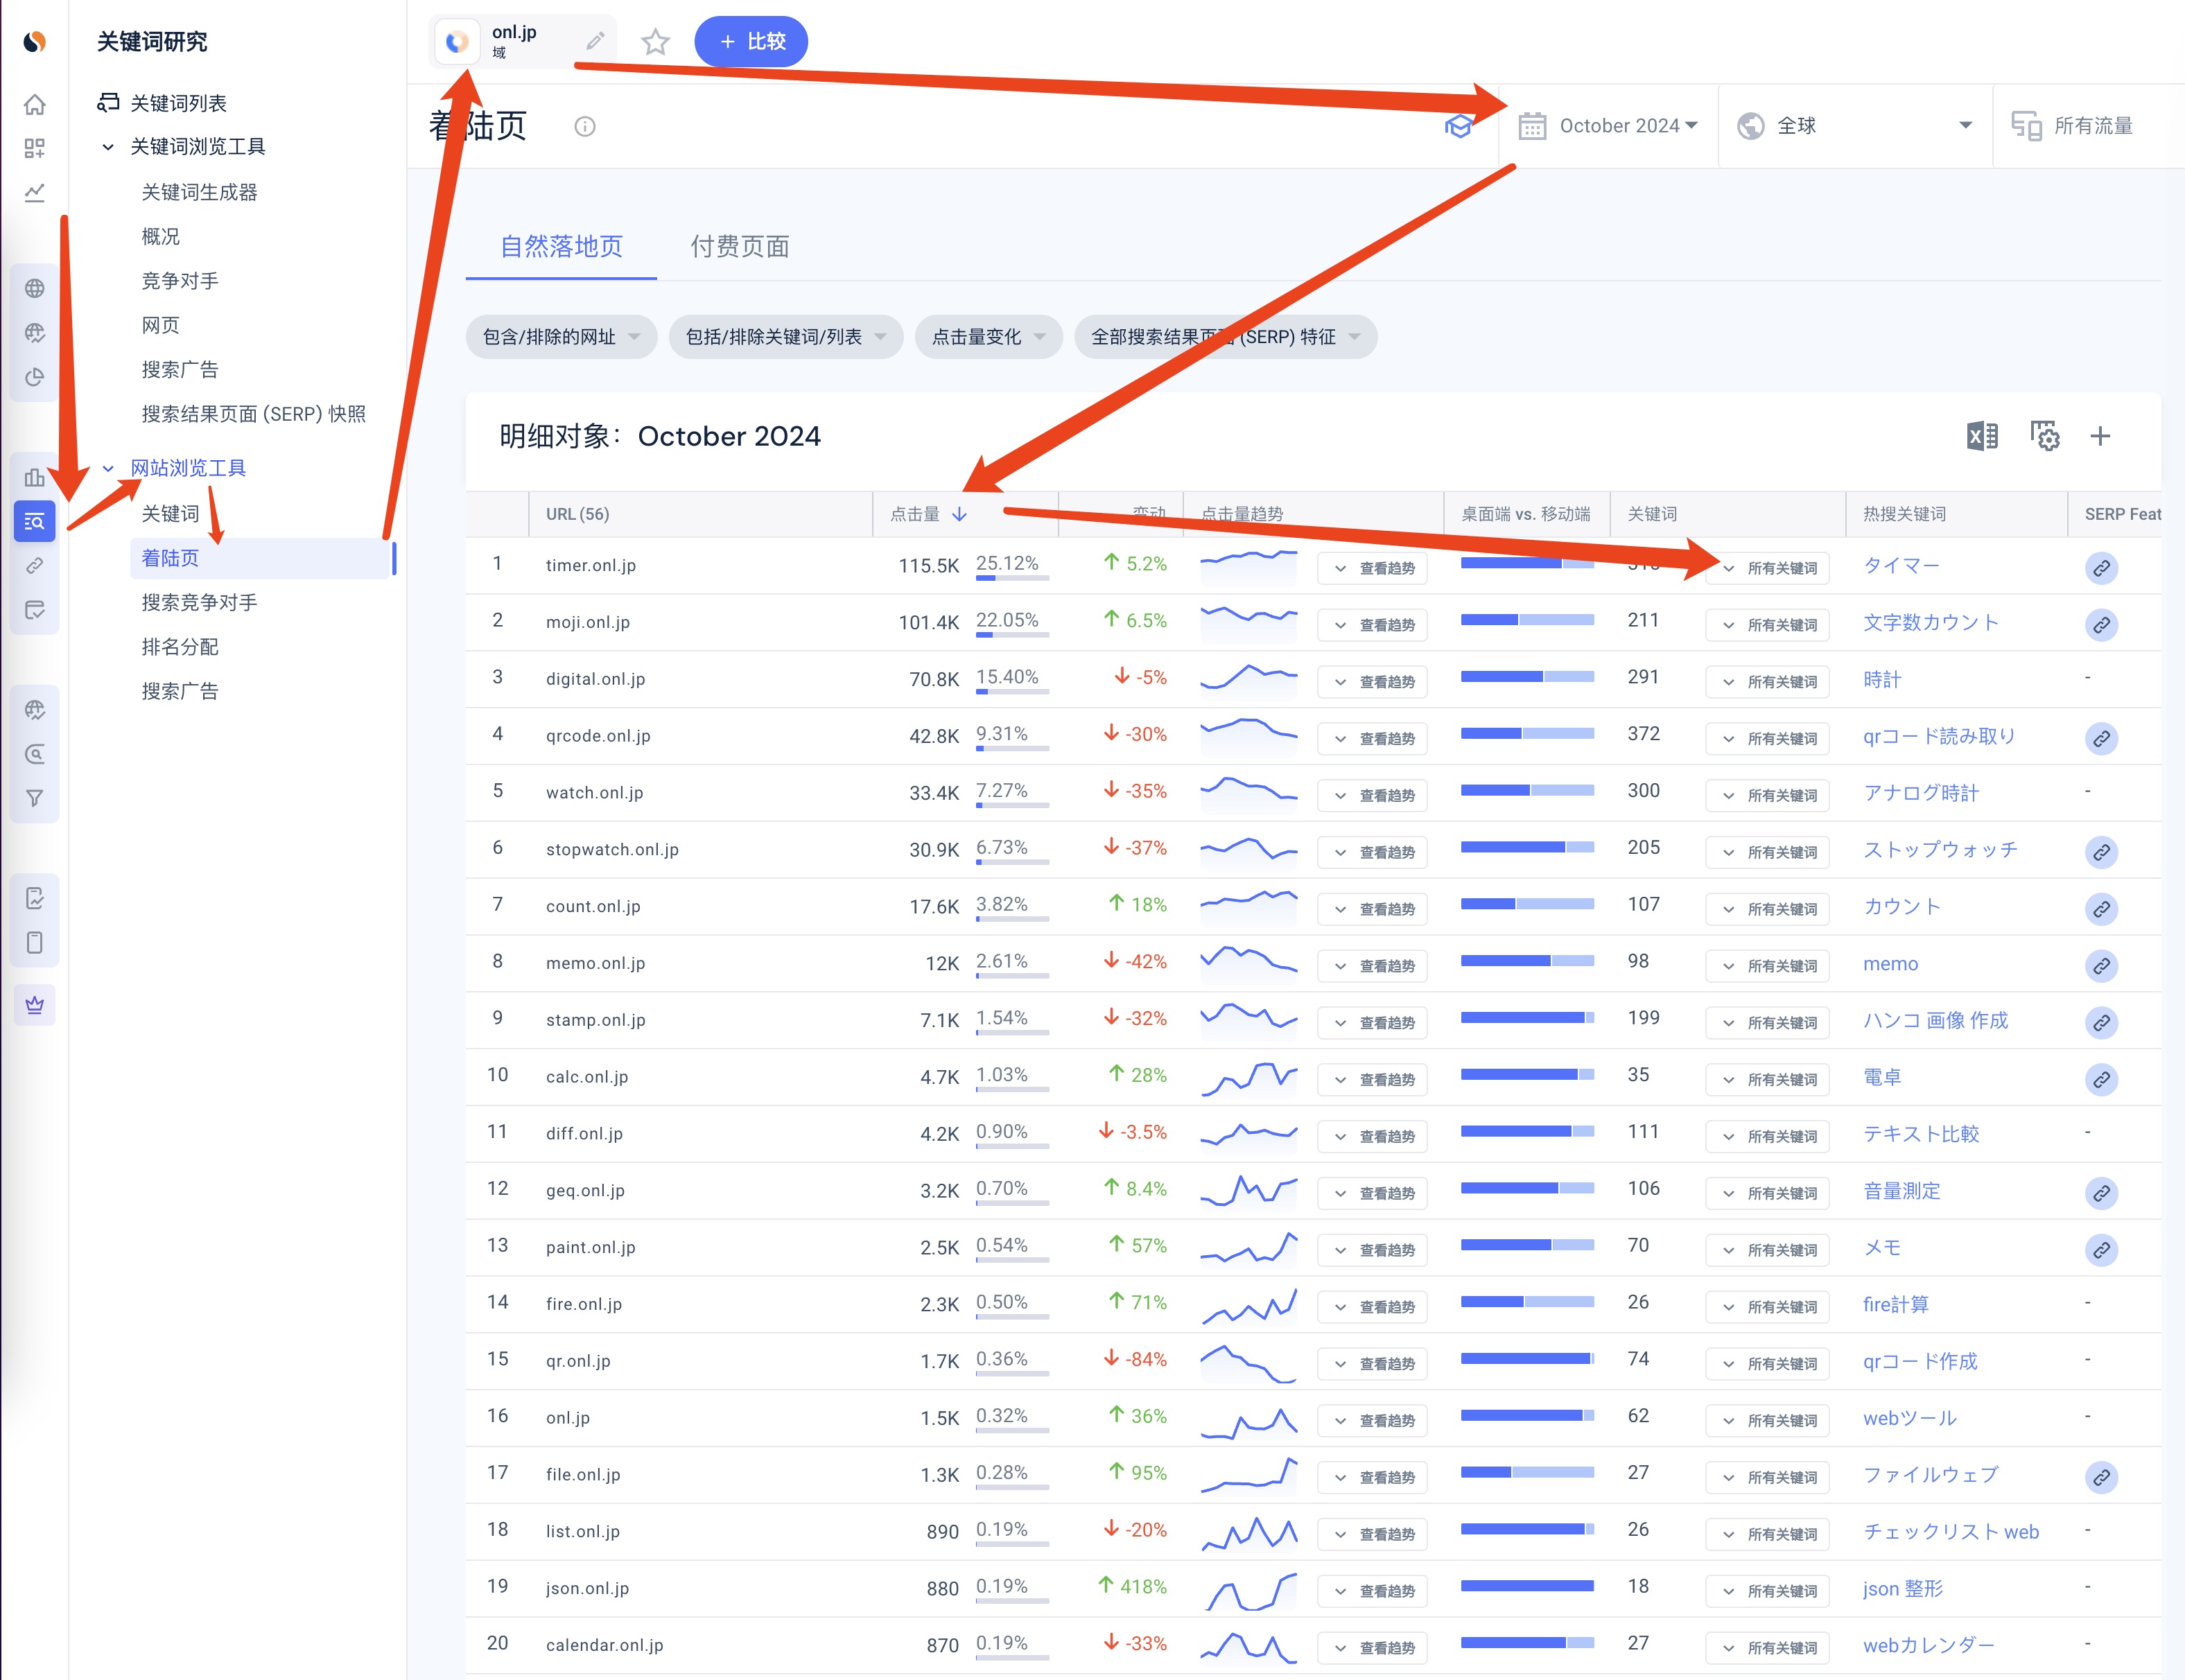 关键词研究
关键词列表
关键词浏览工具
关键词生成器
概况
竞争对手
网页
搜索广告
搜索结果页面 (SERP) 快照
网站浏览工具
关键词
着陆页
搜索竞争对手
排名分配
搜索广告
onl.jp
域
+ 比较
着陆页
October 2024
全球
所有流量
自然落地页 付费页面
包含/排除的网址 包括/排除关键词/列表 点击量变化 全部搜索结果页面 (SERP) 特征
明细对象: October 2024
URL (56) 点击量 变动 点击量趋势 桌面端 vs. 移动端 关键词 热搜关键词 SERP Feat
1 timer.onl.jp 115.5K 25.12% 5.2% 查看趋势 所有关键词 タイマー
2 moji.onl.jp 101.4K 22.05% 6.5% 查看趋势 211 所有关键词 文字数カウント
3 digital.onl.jp 70.8K 15.40% -5% 查看趋势 291 所有关键词 時計 -
4 qrcode.onl.jp 42.8K 9.31% -30% 查看趋势 372 所有关键词 qrコード読み取り
5 watch.onl.jp 33.4K 7.27% -35% 查看趋势 300 所有关键词 アナログ時計 -
6 stopwatch.onl.jp 30.9K 6.73% -37% 查看趋势 205 所有关键词 ストップウォッチ
7 count.onl.jp 17.6K 3.82% 18% 查看趋势 107 所有关键词 カウント
8 memo.onl.jp 12K 2.61% -42% 查看趋势 98 所有关键词 memo
9 stamp.onl.jp 7.1K 1.54% -32% 查看趋势 199 所有关键词 ハンコ 画像 作成
10 calc.onl.jp 4.7K 1.03% 28% 查看趋势 35 所有关键词 電卓
11 diff.onl.jp 4.2K 0.90% -3.5% 查看趋势 111 所有关键词 テキスト比較 -
12 geq.onl.jp 3.2K 0.70% 8.4% 查看趋势 106 所有关键词 音量測定
13 paint.onl.jp 2.5K 0.54% 57% 查看趋势 70 所有关键词 メモ
14 fire.onl.jp 2.3K 0.50% 71% 查看趋势 26 所有关键词 fire計算 -
15 qr.onl.jp 1.7K 0.36% -84% 查看趋势 74 所有关键词 qrコード作成 -
16 onl.jp 1.5K 0.32% 36% 查看趋势 62 所有关键词 webツール -
17 file.onl.jp 1.3K 0.28% 95% 查看趋势 27 所有关键词 ファイルウェブ
18 list.onl.jp 890 0.19% -20% 查看趋势 26 所有关键词 チェックリスト web -
19 json.onl.jp 880 0.19% 418% 查看趋势 18 所有关键词 json 整形 -
20 calendar.onl.jp 870 0.19% -33% 查看趋势 27 所有关键词 webカレンダー -